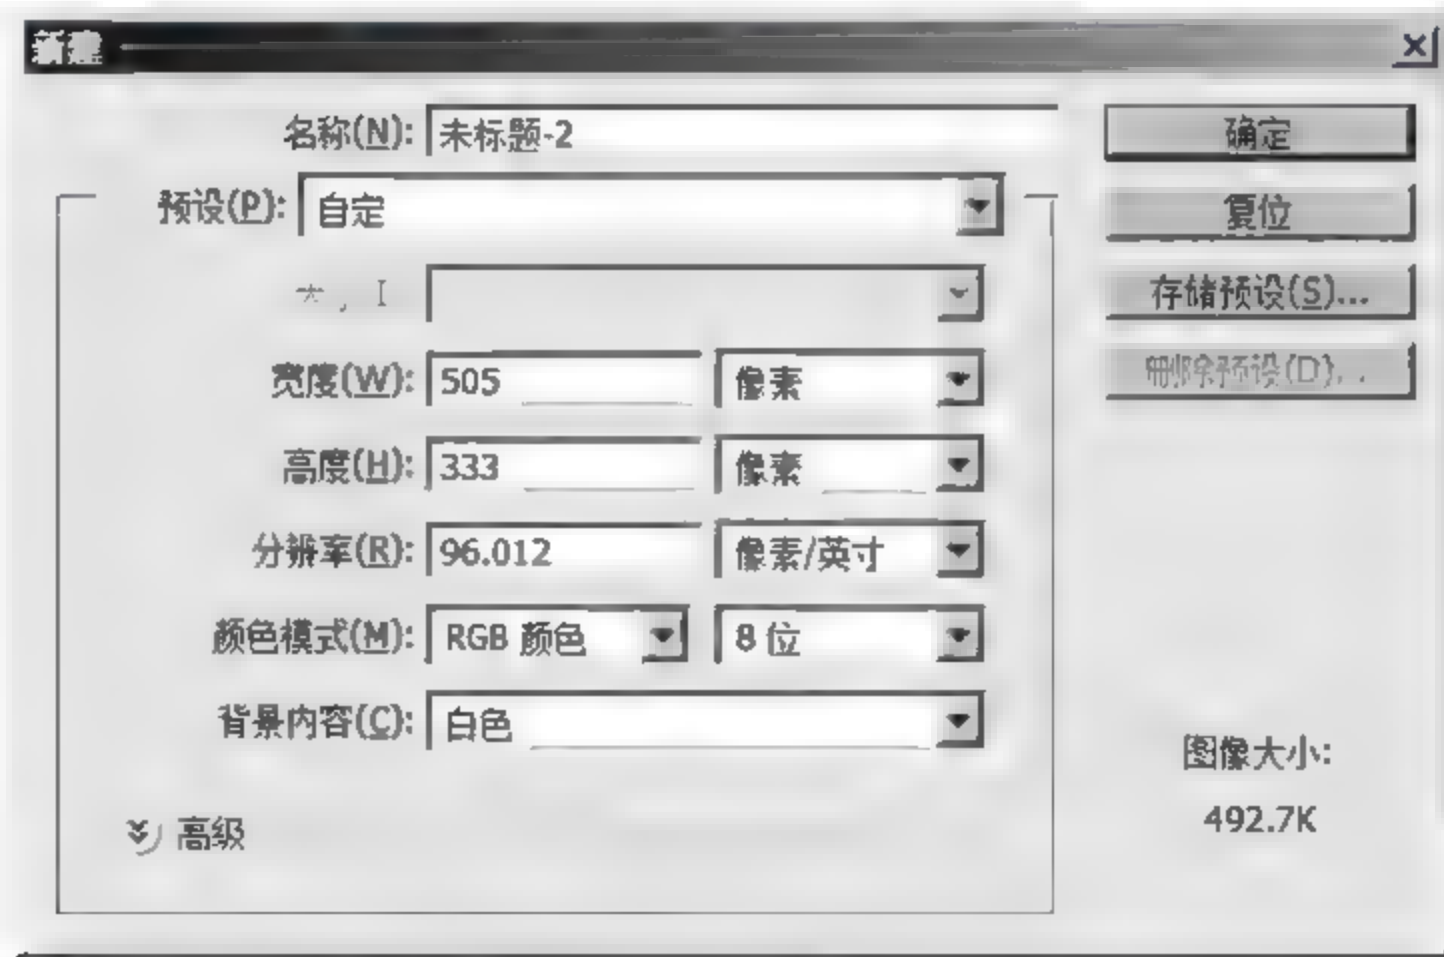 新建
名称(N): 未标题-2
确定
预设(P): 自定
复位
存储预设(S)...
宽度(W): 505 像素
删除预设(D)...
高度(H): 333 像素
分辨率(R): 96.012 像素/英寸
颜色模式(M): RGB 颜色 8 位
背景内容(C): 白色
图像大小:
492.7K
高级